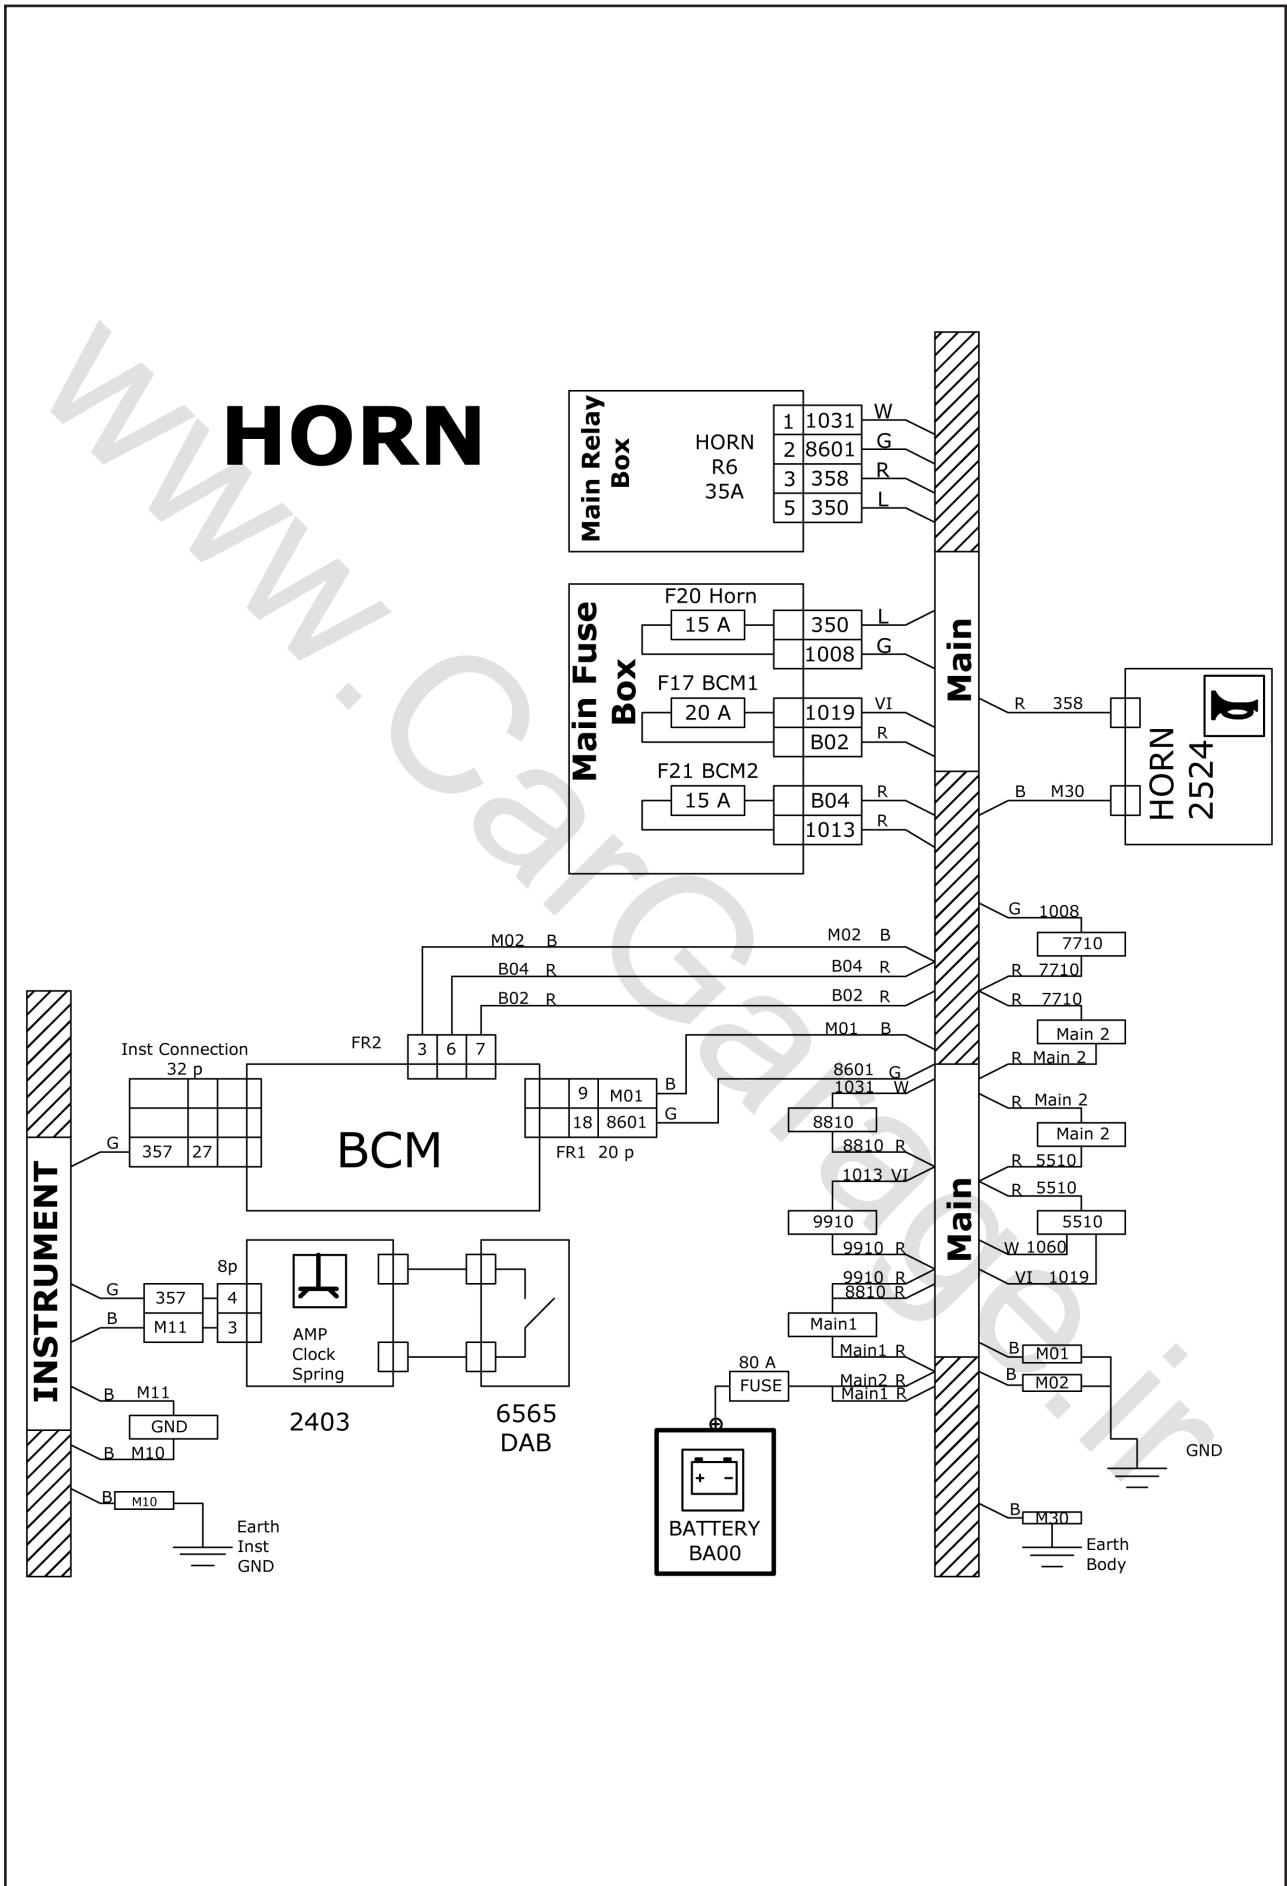 HORN
Main Relay
Box
HORN
R6
35A
1 1031 W
2 8601 G
3 358 R
5 350 L
Main Fuse
Box
F20 Horn
15 A
350 L
1008 G
F17 BCM1
20 A
1019 VI
B02 R
F21 BCM2
15 A
B04 R
1013 R
Main
R 358
B M30
HORN
2524
G 1008
7710
R 7710
R 7710
Main 2
R Main 2
R Main 2
Main 2
R 5510
R 5510
5510
W 1060
VI 1019
B M01
B M02
GND
B M30
Earth
Body
M02 B
M02 B
B04 R
B04 R
B02 R
B02 R
M01 B
FR2
3 6 7
Inst Connection
32 p
G 357 27
BCM
9 M01 B
18 8601 G
FR1 20 p
8601 G
1031 W
8810
8810 R
1013 VI
9910
9910 R
9910 R
8810 R
Main1
Main1 R
Main2 R
Main1 R
Main
INSTRUMENT
8p
G 357 4
B M11 3
AMP
Clock
Spring
2403
6565
DAB
B M11
GND
B M10
B M10
Earth
Inst
GND
80 A
FUSE
+ −
BATTERY
BA00
www.CarGarage.ir